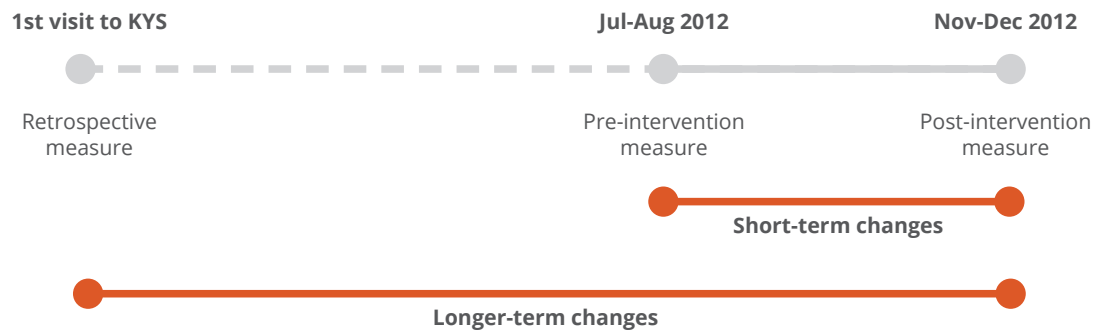 1st visit to KYS
Jul-Aug 2012
Nov-Dec 2012
Retrospective
measure
Pre-intervention
measure
Post-intervention
measure
Short-term changes
Longer-term changes